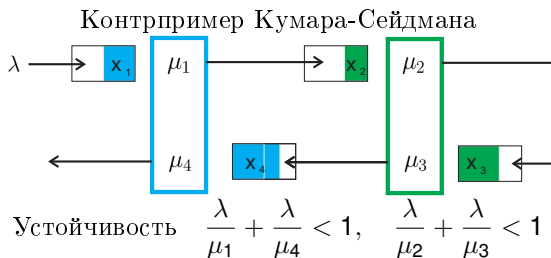 Контрпример Кумара-Сейдмана
λ x₁ μ₁ x₂ μ₂
μ₄ x₄ μ₃ x₃
Устойчивость λ/μ₁ + λ/μ₄ < 1, λ/μ₂ + λ/μ₃ < 1